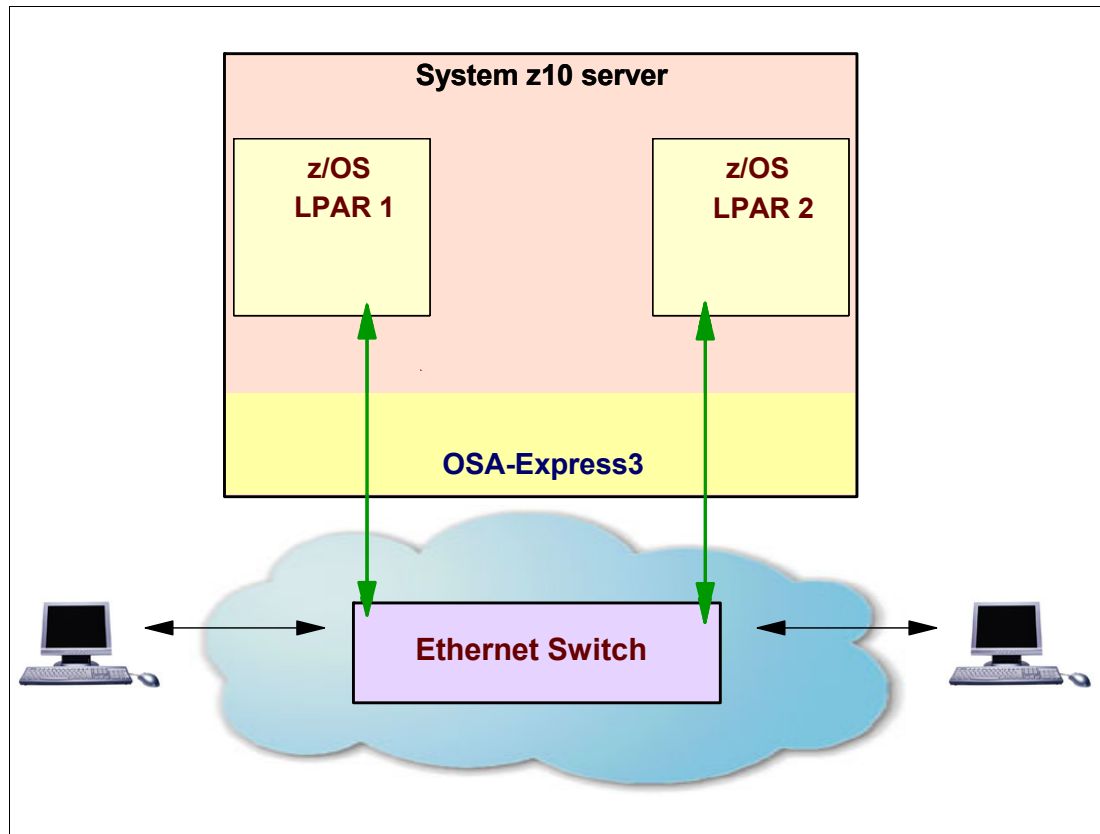 System z10 server
z/OS
LPAR 1
z/OS
LPAR 2
OSA-Express3
Ethernet Switch